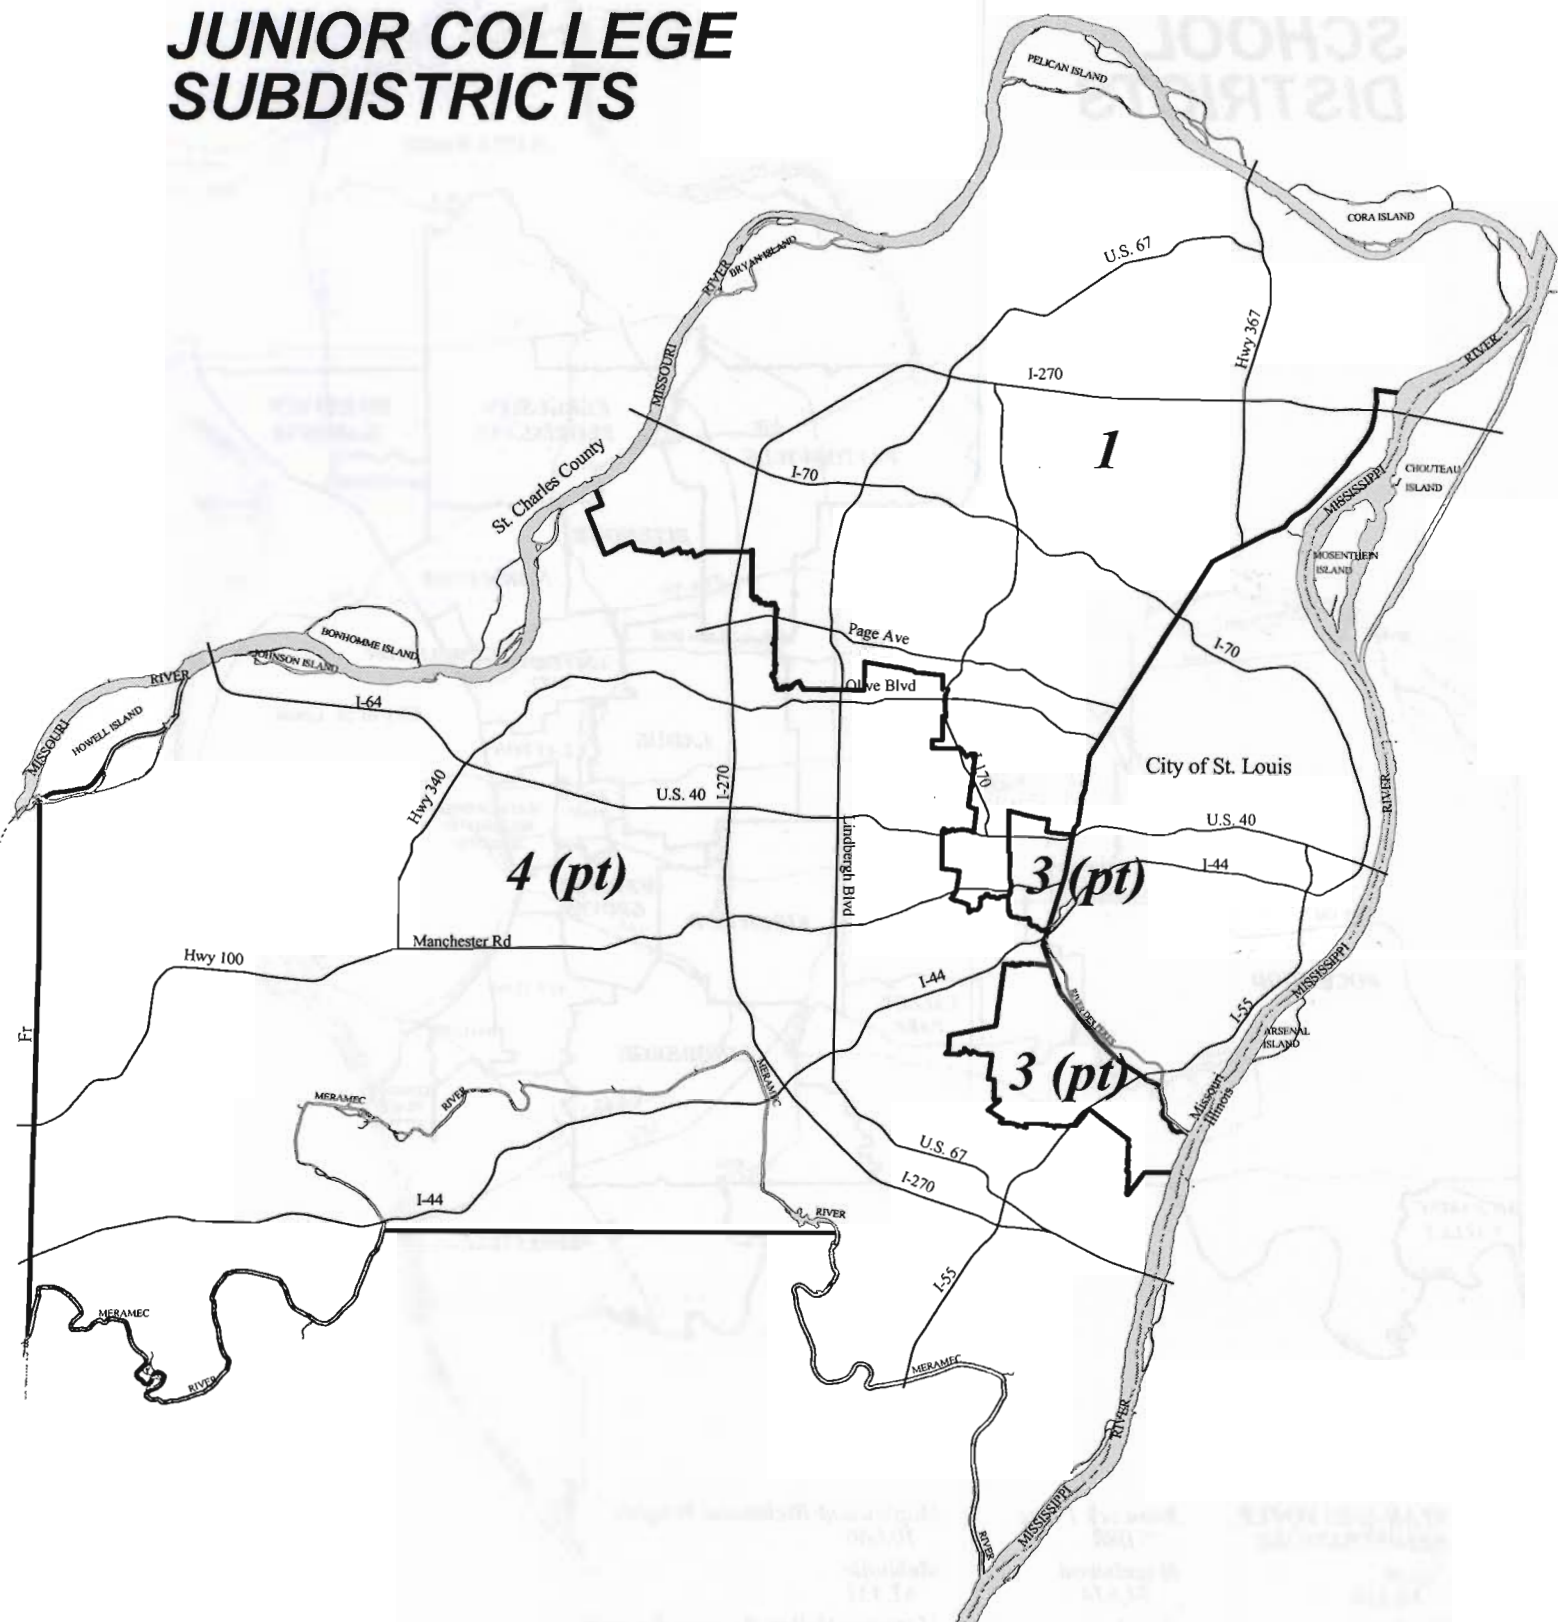 JUNIOR COLLEGE
SUBDISTRICTS
PELICAN ISLAND
CORA ISLAND
U.S. 67
BRYAN ISLAND
RIVER
Hwy 367
RIVER
MISSOURI
I-270
1
St. Charles County
I-70
CHOUTEAU
ISLAND
MISSISSIPPI
MOSENTHEIN
ISLAND
BONHOMME ISLAND
JOHNSON ISLAND
Page Ave
I-70
RIVER
Olive Blvd
I-64
HOWELL ISLAND
MISSOURI
I-170
City of St. Louis
Hwy 340
I-270
U.S. 40
RIVER
U.S. 40
Lindbergh Blvd
4 (pt)
3 (pt)
I-44
Manchester Rd
Hwy 100
I-44
MISSISSIPPI
RIVER DES PERES
I-55
Fr
ARSENAL
ISLAND
3 (pt)
MERAMEC
RIVER
MERAMEC
Missouri
Illinois
U.S. 67
I-270
I-44
RIVER
I-55
MERAMEC
MERAMEC
RIVER
RIVER
MISSISSIPPI
RIVER